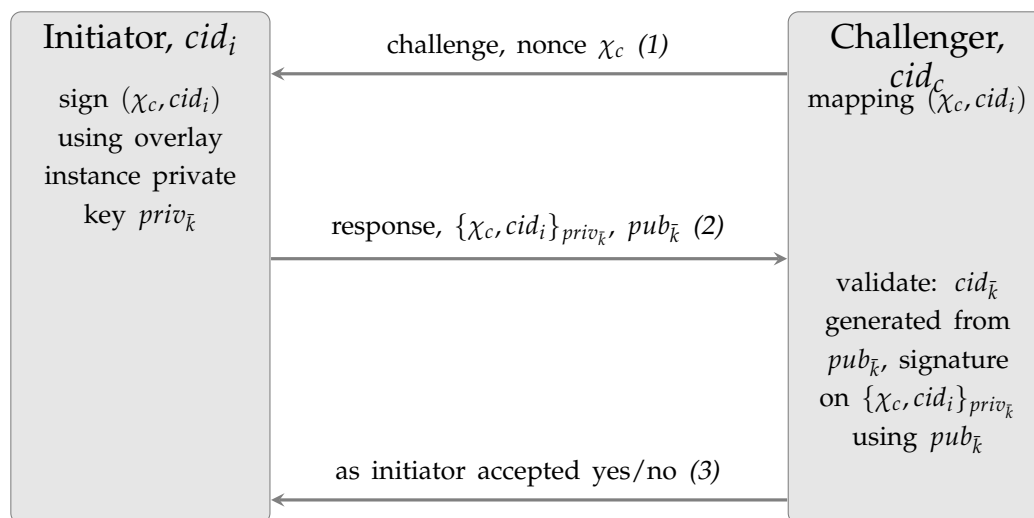 Initiator, cid_i
sign (χ_c, cid_i)
using overlay
instance private
key priv_k̄
challenge, nonce χ_c (1)
response, {χ_c, cid_i}_{priv_k̄}, pub_k̄ (2)
as initiator accepted yes/no (3)
Challenger,
cid_c
mapping (χ_c, cid_i)
validate: cid_k̄
generated from
pub_k̄, signature
on {χ_c, cid_i}_{priv_k̄}
using pub_k̄